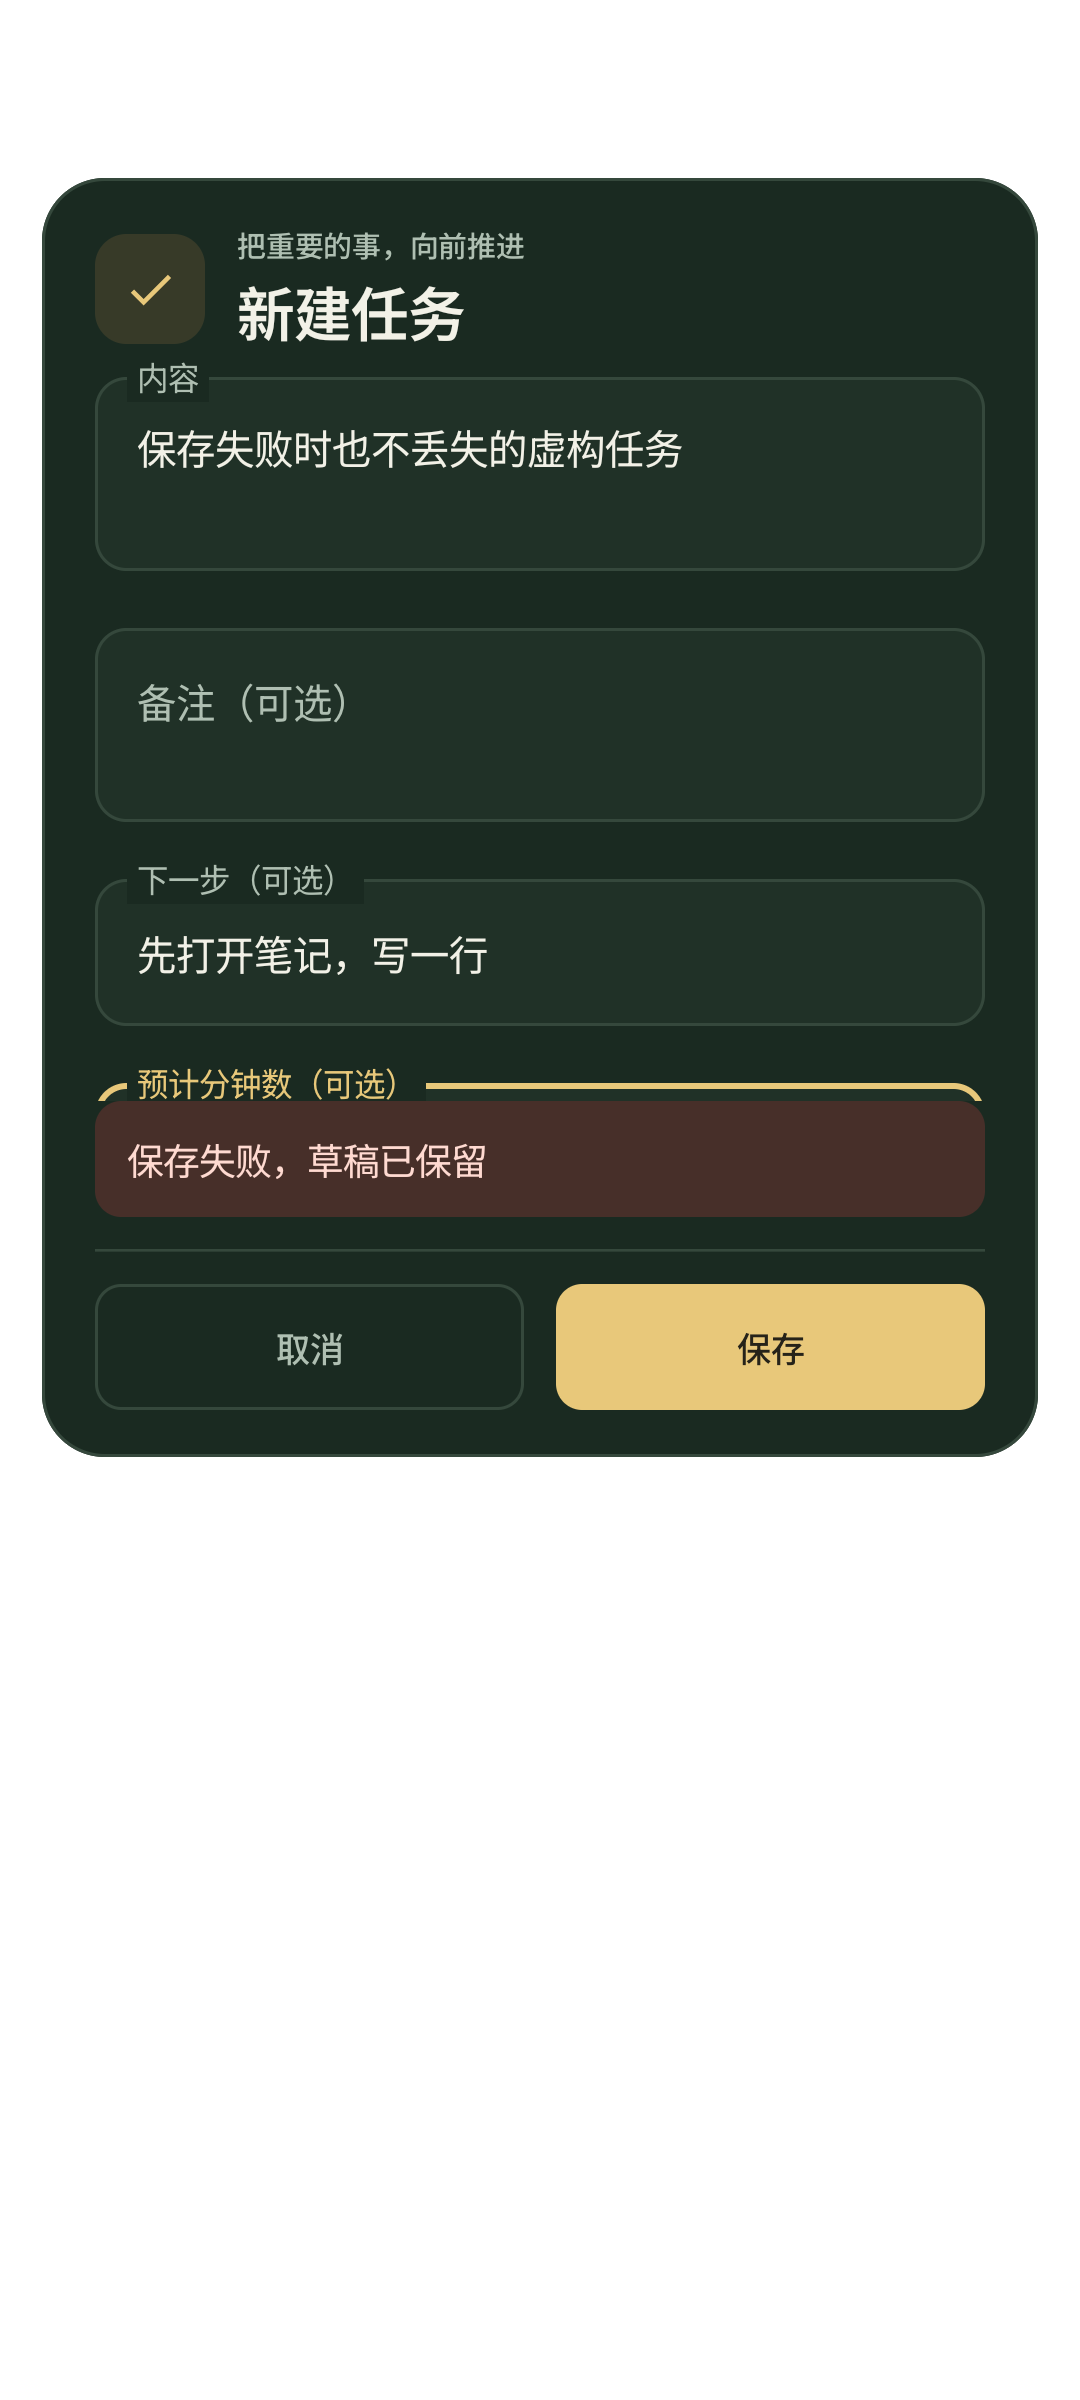 把重要的事，向前推进
新建任务
内容
保存失败时也不丢失的虚构任务
备注（可选）
下一步（可选）
先打开笔记，写一行
预计分钟数（可选）
保存失败，草稿已保留
取消
保存